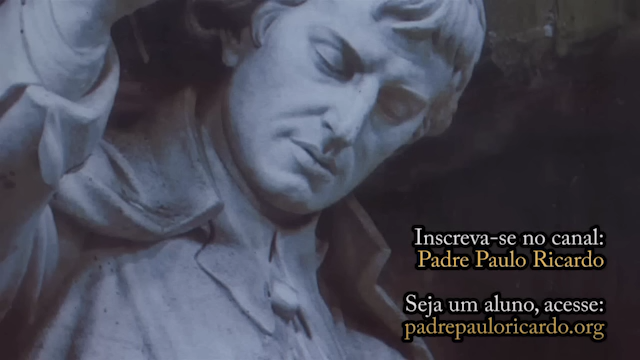 Inscreva-se no canal:
Padre Paulo Ricardo
Seja um aluno, acesse:
padrepauloricardo.org